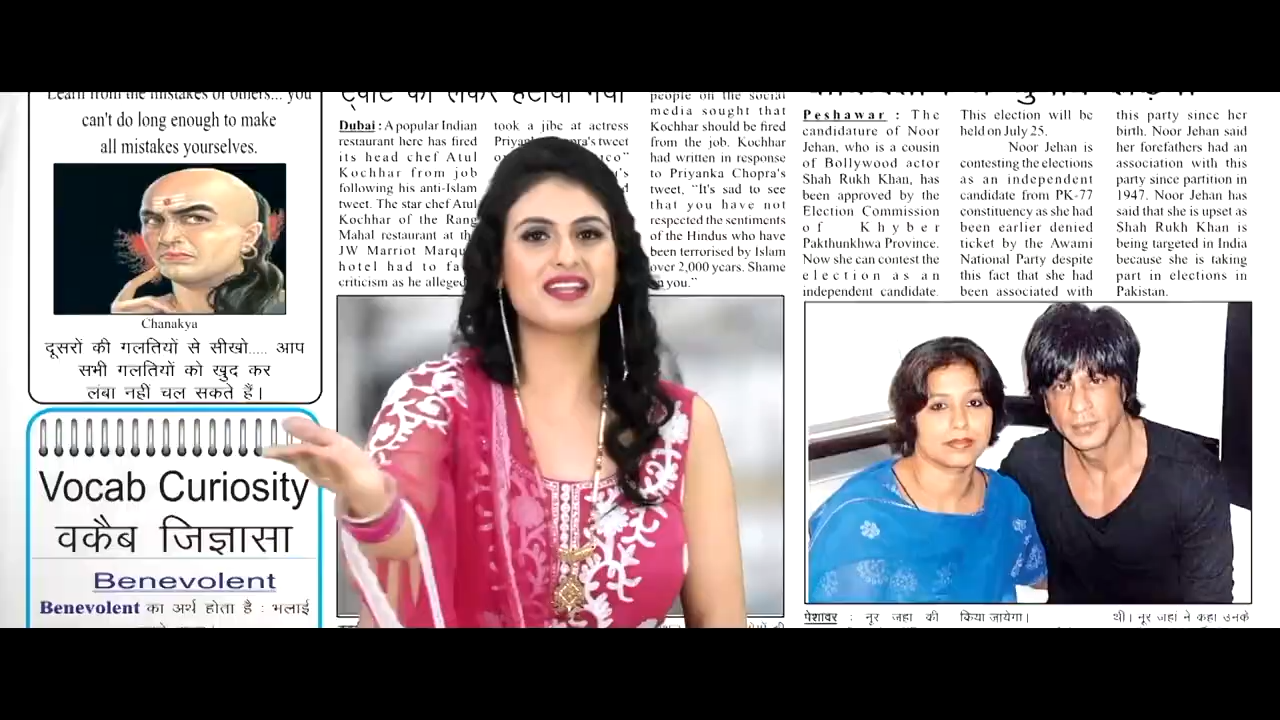 can't do long enough to make
all mistakes yourselves.
Chanakya
दूसरों की गलतियों से सीखो..... आप
सभी गलतियों को खुद कर
लंबा नहीं चल सकते हैं।
Vocab Curiosity
वकैब जिज्ञासा
Benevolent
Benevolent का अर्थ होता है : भलाई
Dubai : A popular Indian
restaurant here has fired
its head chef Atul
Kochhar from job
following his anti-Islam
tweet. The star chef Atul
Kochhar of the Rang
Mahal restaurant at the
JW Marriot Marqu
hotel had to fa
criticism as he alleged
took a jibe at actress
people on the social
media sought that
Kochhar should be fired
from the job. Kochhar
had written in response
to Priyanka Chopra's
tweet, "It's sad to see
that you have not
respected the sentiments
of the Hindus who have
been terrorised by Islam
over 2,000 years. Shame
on you."
Peshawar : The
candidature of Noor
Jehan, who is a cousin
of Bollywood actor
Shah Rukh Khan, has
been approved by the
Election Commission
of Khyber
Pakthunkhwa Province.
Now she can contest the
election as an
independent candidate.
This election will be
held on July 25.
Noor Jehan is
contesting the elections
as an independent
candidate from PK-77
constituency as she had
been earlier denied
ticket by the Awami
National Party despite
this fact that she had
been associated with
this party since her
birth. Noor Jehan said
her forefathers had an
association with this
party since partition in
1947. Noor Jehan has
said that she is upset as
Shah Rukh Khan is
being targeted in India
because she is taking
part in elections in
Pakistan.
पेशावर : नूर जहां की
किया जायेगा।
थी। नूर जहां ने कहा उनके